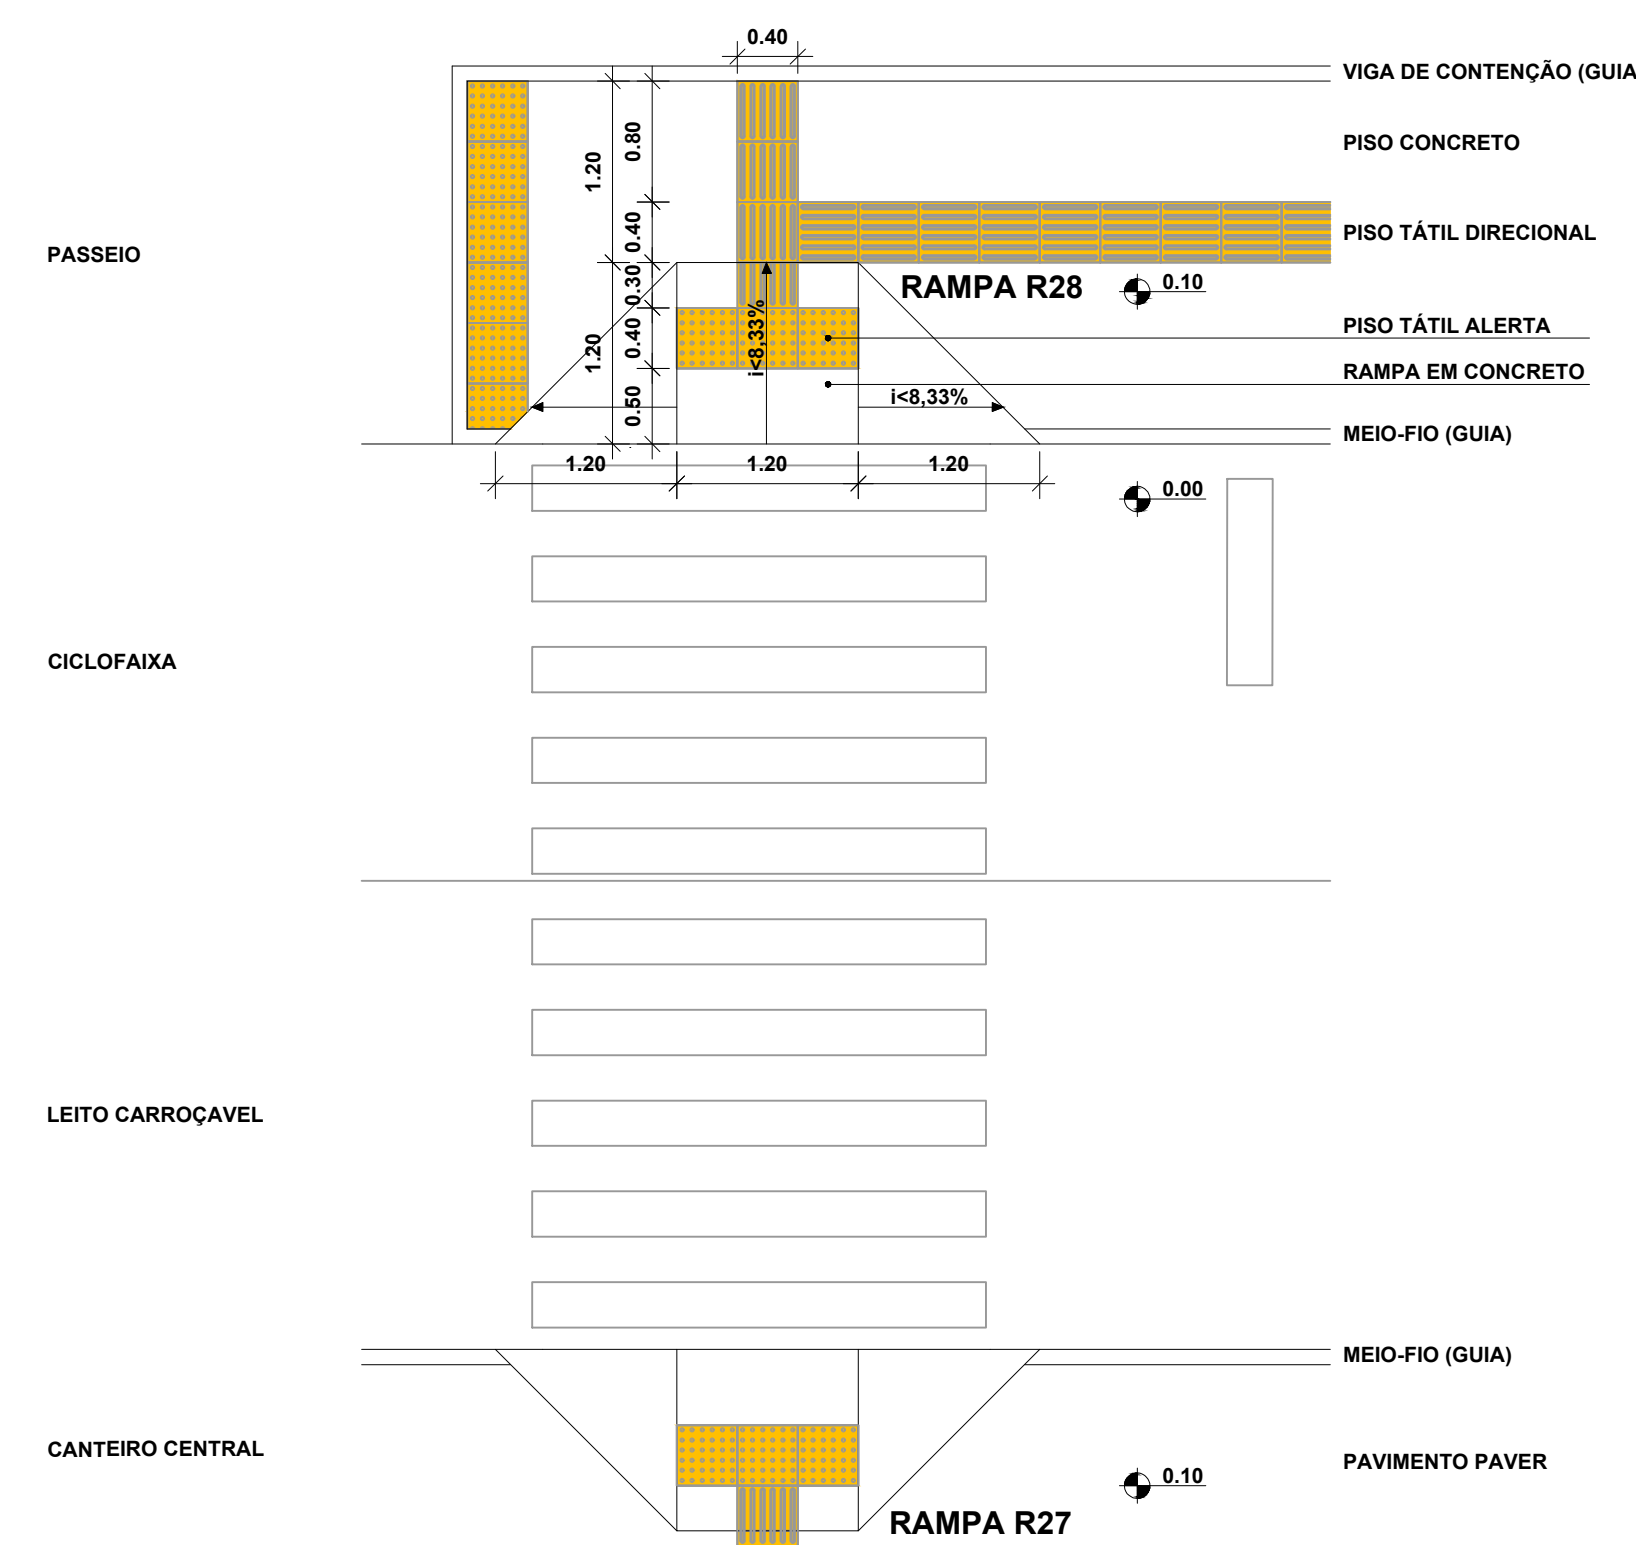 0.40
VIGA DE CONTENÇÃO (GUIA
PISO CONCRETO
0.80
1.20
PISO TÁTIL DIRECIONAL
0.40
PASSEIO
RAMPA R28
0.10
0.30
PISO TÁTIL ALERTA
i<8,33%
0.40
1.20
RAMPA EM CONCRETO
i<8,33%
0.50
MEIO-FIO (GUIA)
1.20 1.20 1.20
0.00
CICLOFAIXA
LEITO CARROÇAVEL
MEIO-FIO (GUIA)
CANTEIRO CENTRAL
PAVIMENTO PAVER
0.10
RAMPA R27